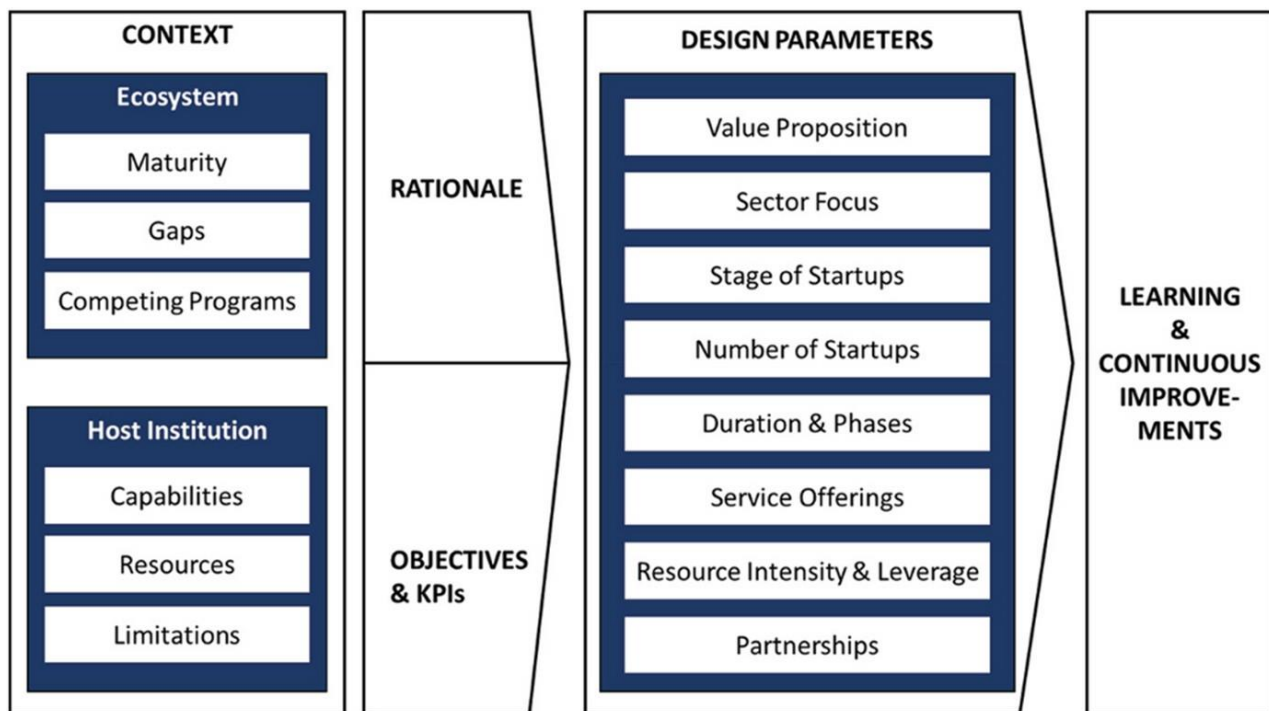 CONTEXT
Ecosystem
Maturity
Gaps
Competing Programs
Host Institution
Capabilities
Resources
Limitations
RATIONALE
OBJECTIVES
& KPIs
DESIGN PARAMETERS
Value Proposition
Sector Focus
Stage of Startups
Number of Startups
Duration & Phases
Service Offerings
Resource Intensity & Leverage
Partnerships
LEARNING
&
CONTINUOUS
IMPROVE-
MENTS